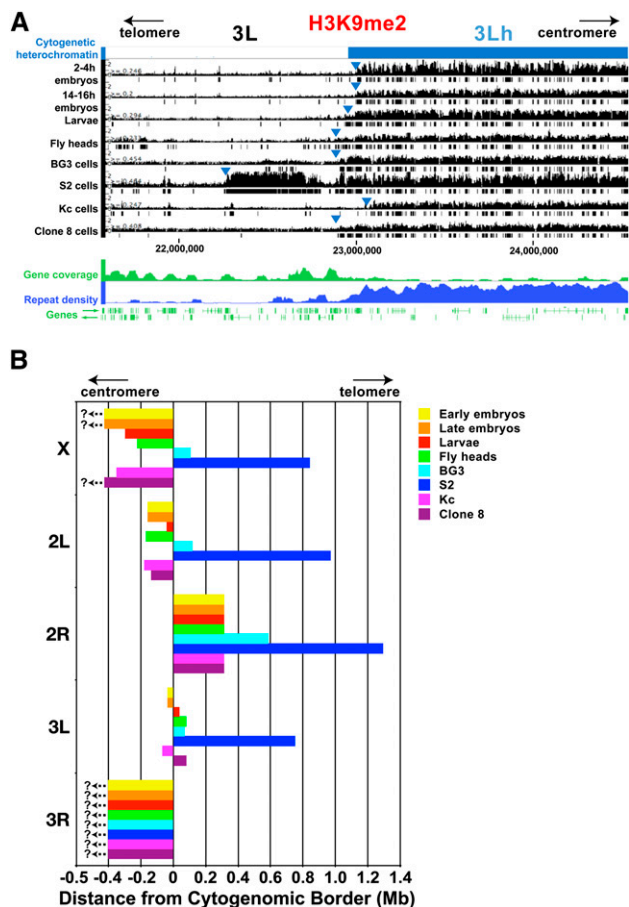 A
H3K9me2
telomere
3L
3Lh
centromere
Cytogenetic
heterochromatin
2-4h
embryos
14-16h
embryos
Larvae
Fly heads
BG3 cells
S2 cells
Kc cells
Clone 8 cells
22,000,000
23,000,000
24,000,000
Gene coverage
Repeat density
Genes
B
centromere
telomere
?
?
X
?
2L
2R
3L
3R
?
?
?
?
?
?
?
?
Early embryos
Late embryos
Larvae
Fly heads
BG3
S2
Kc
Clone 8
-0.5 -0.4 -0.2 0 0.2 0.4 0.6 0.8 1.0 1.2 1.4
Distance from Cytogenomic Border (Mb)